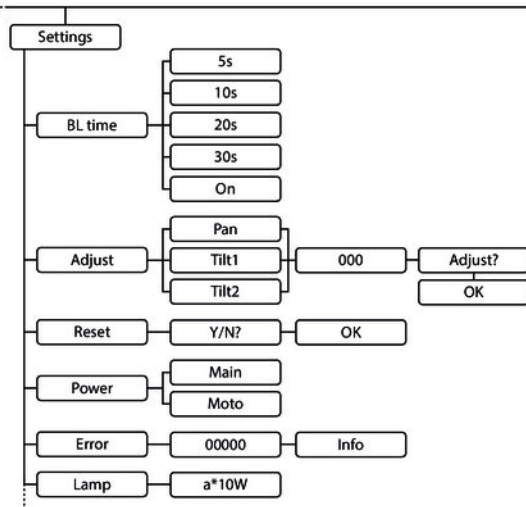 Settings
BL time
5s
10s
20s
30s
On
Adjust
Pan
Tilt1
Tilt2
000
Adjust?
OK
Reset
Y/N?
OK
Power
Main
Moto
Error
00000
Info
Lamp
a*10W